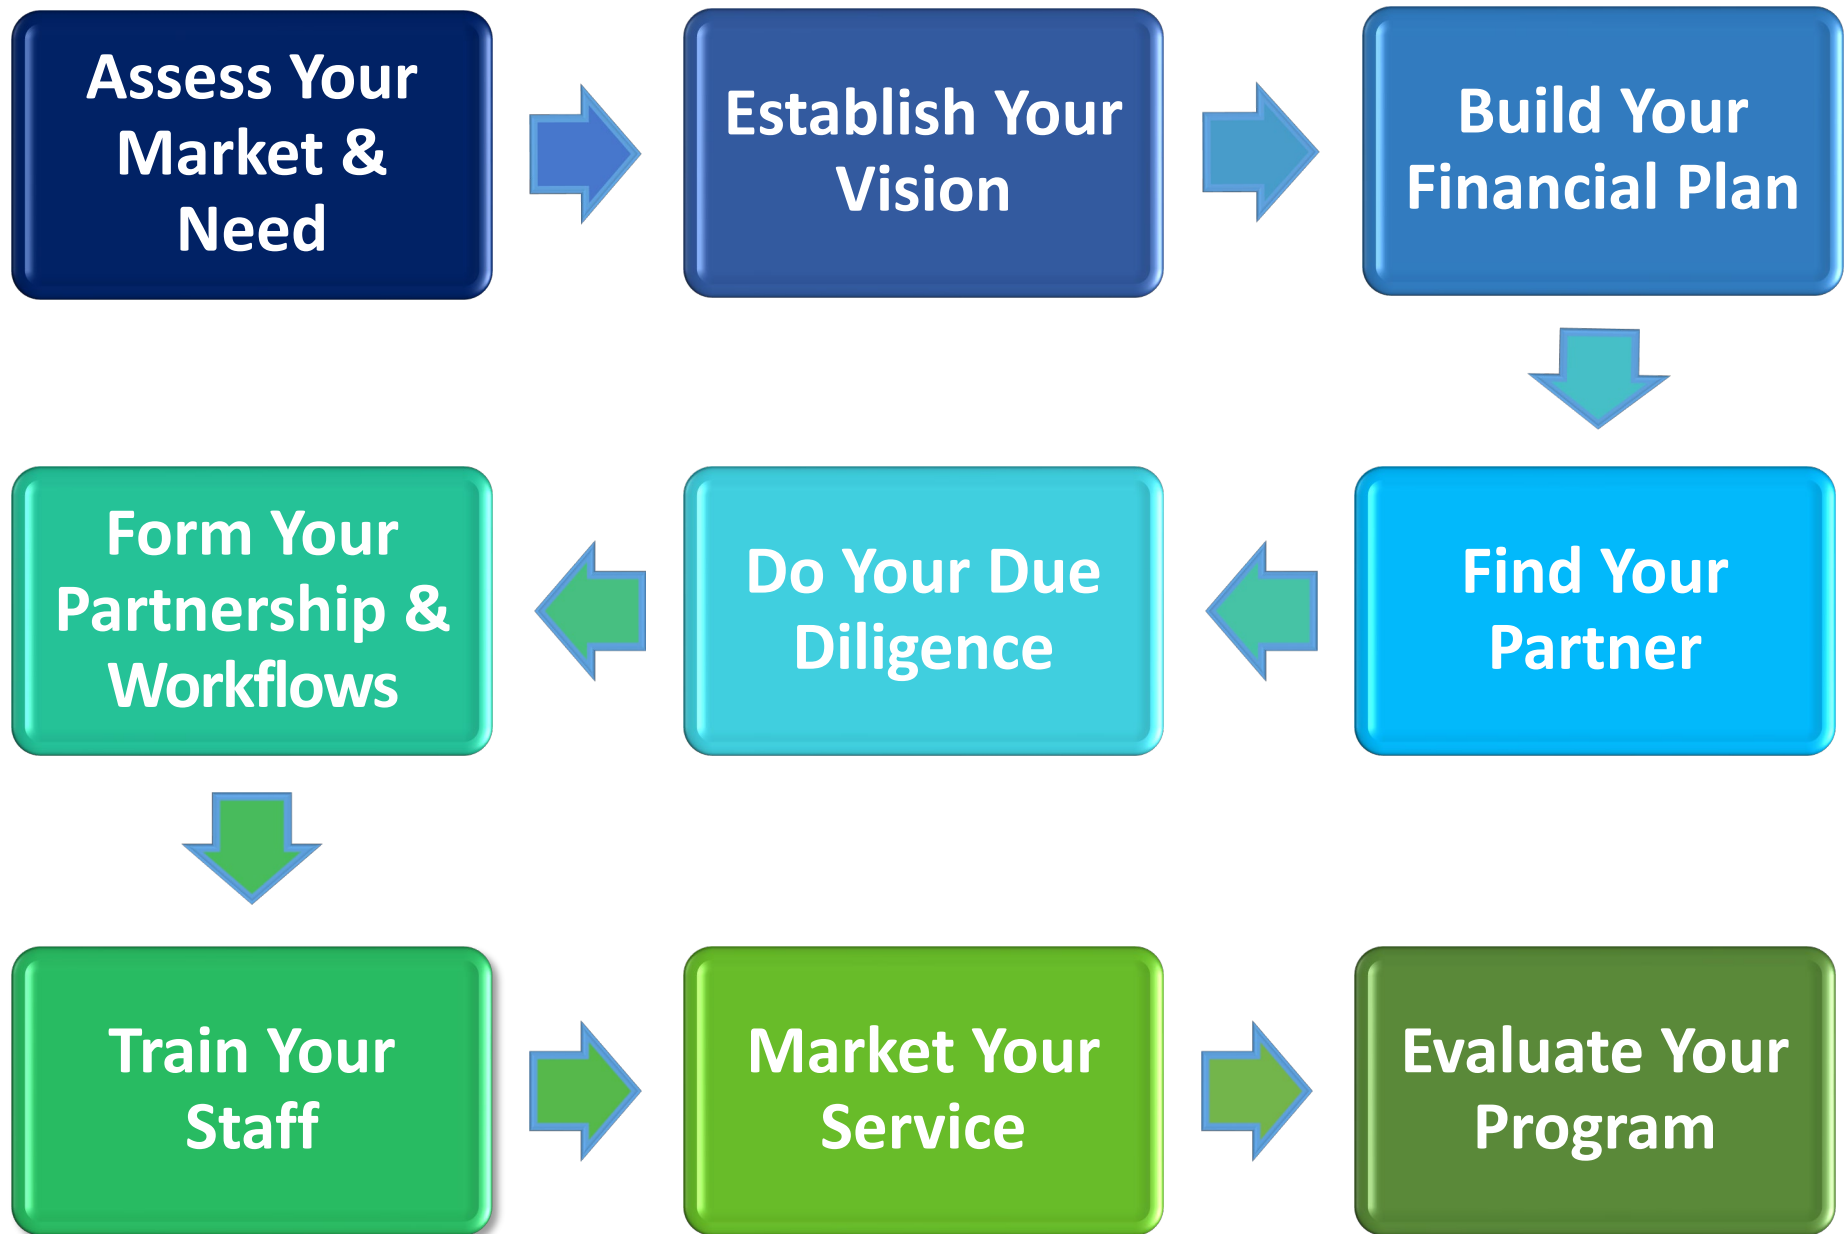 Assess Your
Market &
Need
Establish Your
Vision
Build Your
Financial Plan
Find Your
Partner
Do Your Due
Diligence
Form Your
Partnership &
Workflows
Train Your
Staff
Market Your
Service
Evaluate Your
Program